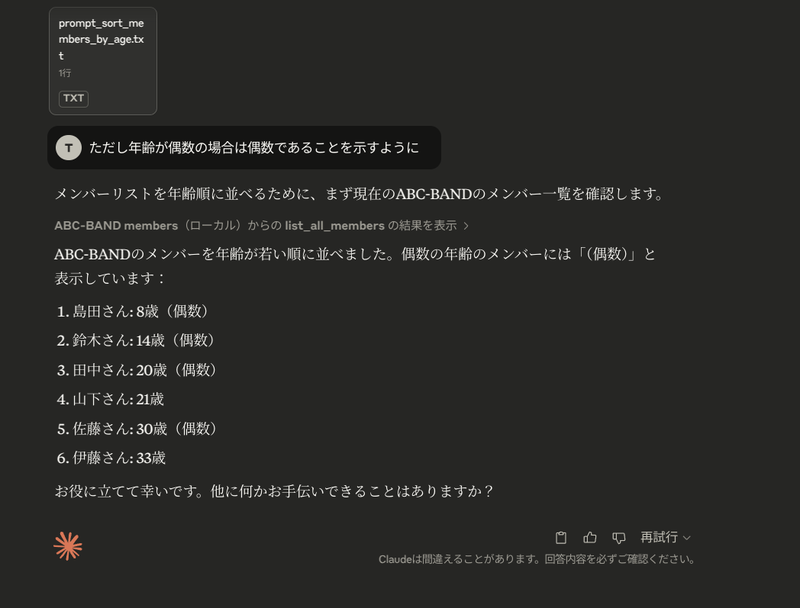 prompt_sort_me
mbers_by_age.tx
t
1行
TXT
T ただし年齢が偶数の場合は偶数であることを示すように
メンバーリストを年齢順に並べるために、まず現在のABC-BANDのメンバー一覧を確認します。
ABC-BAND members（ローカル）からの list_all_members の結果を表示
ABC-BANDのメンバーを年齢が若い順に並べました。偶数の年齢のメンバーには「（偶数）」と
表示しています：
1. 島田さん: 8歳（偶数）
2. 鈴木さん: 14歳（偶数）
3. 田中さん: 20歳（偶数）
4. 山下さん: 21歳
5. 佐藤さん: 30歳（偶数）
6. 伊藤さん: 33歳
お役に立てて幸いです。他に何かお手伝いできることはありますか？
再試行
Claudeは間違えることがあります。回答内容を必ずご確認ください。